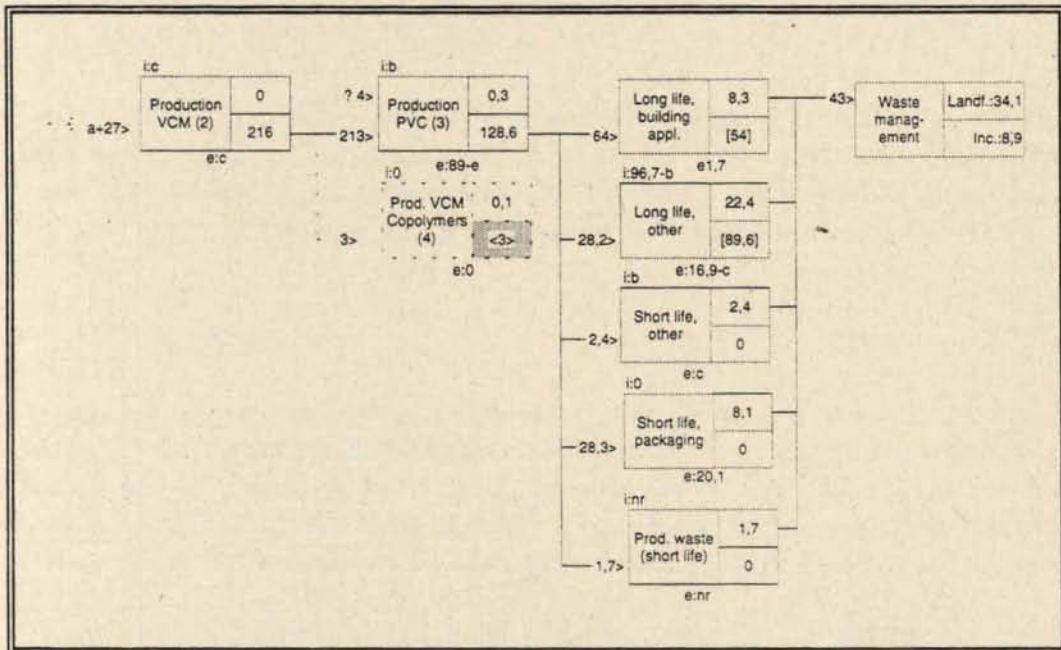 i:c
Production
VCM (2)
0
216
a+27>
e:c
i:b
? 4>
Production
PVC (3)
0,3
128,6
213>
e:89-e
i:0
Prod. VCM
Copolymers
(4)
0,1
<3>
3>
e:0
64>
Long life,
building
appl.
8,3
[54]
e1,7
i:96,7-b
28,2>
Long life,
other
22,4
[89,6]
e:16,9-c
i:b
2,4>
Short life,
other
2,4
0
e:c
i:0
28,3>
Short life,
packaging
8,1
0
e:20,1
i:nr
1,7>
Prod. waste
(short life)
1,7
0
e:nr
43>
Waste
manag-
ement
Landf.:34,1
Inc.:8,9